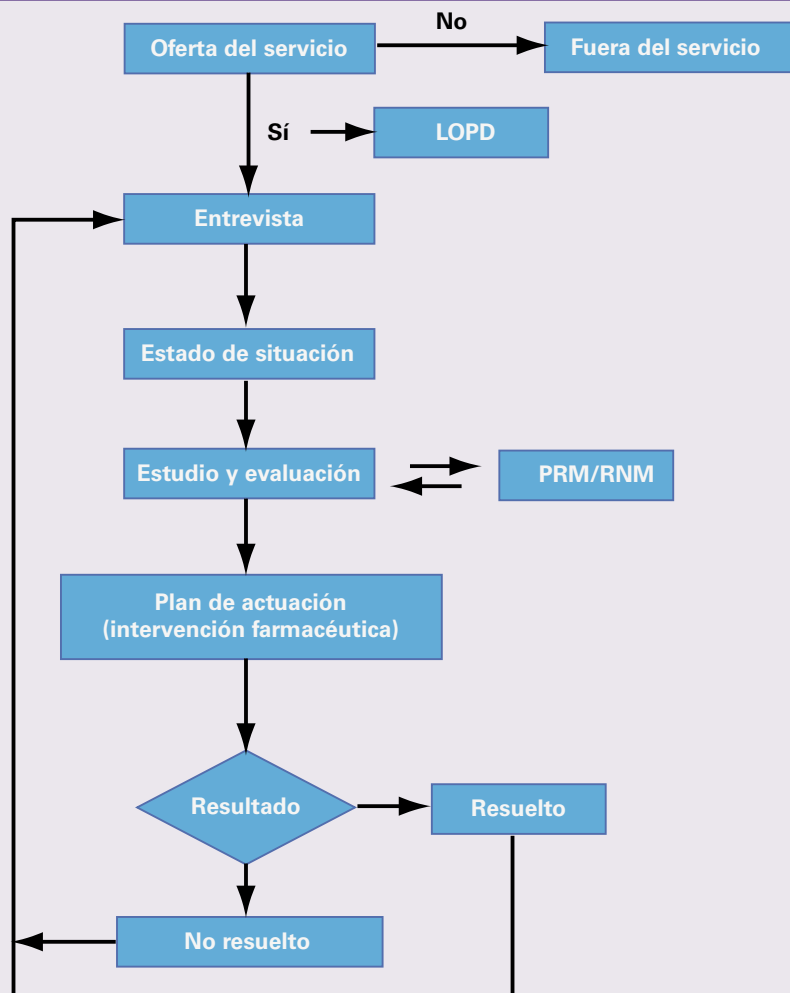 No
Oferta del servicio
Fuera del servicio
Sí
LOPD
Entrevista
Estado de situación
Estudio y evaluación
PRM/RNM
Plan de actuación
(intervención farmacéutica)
Resultado
Resuelto
No resuelto